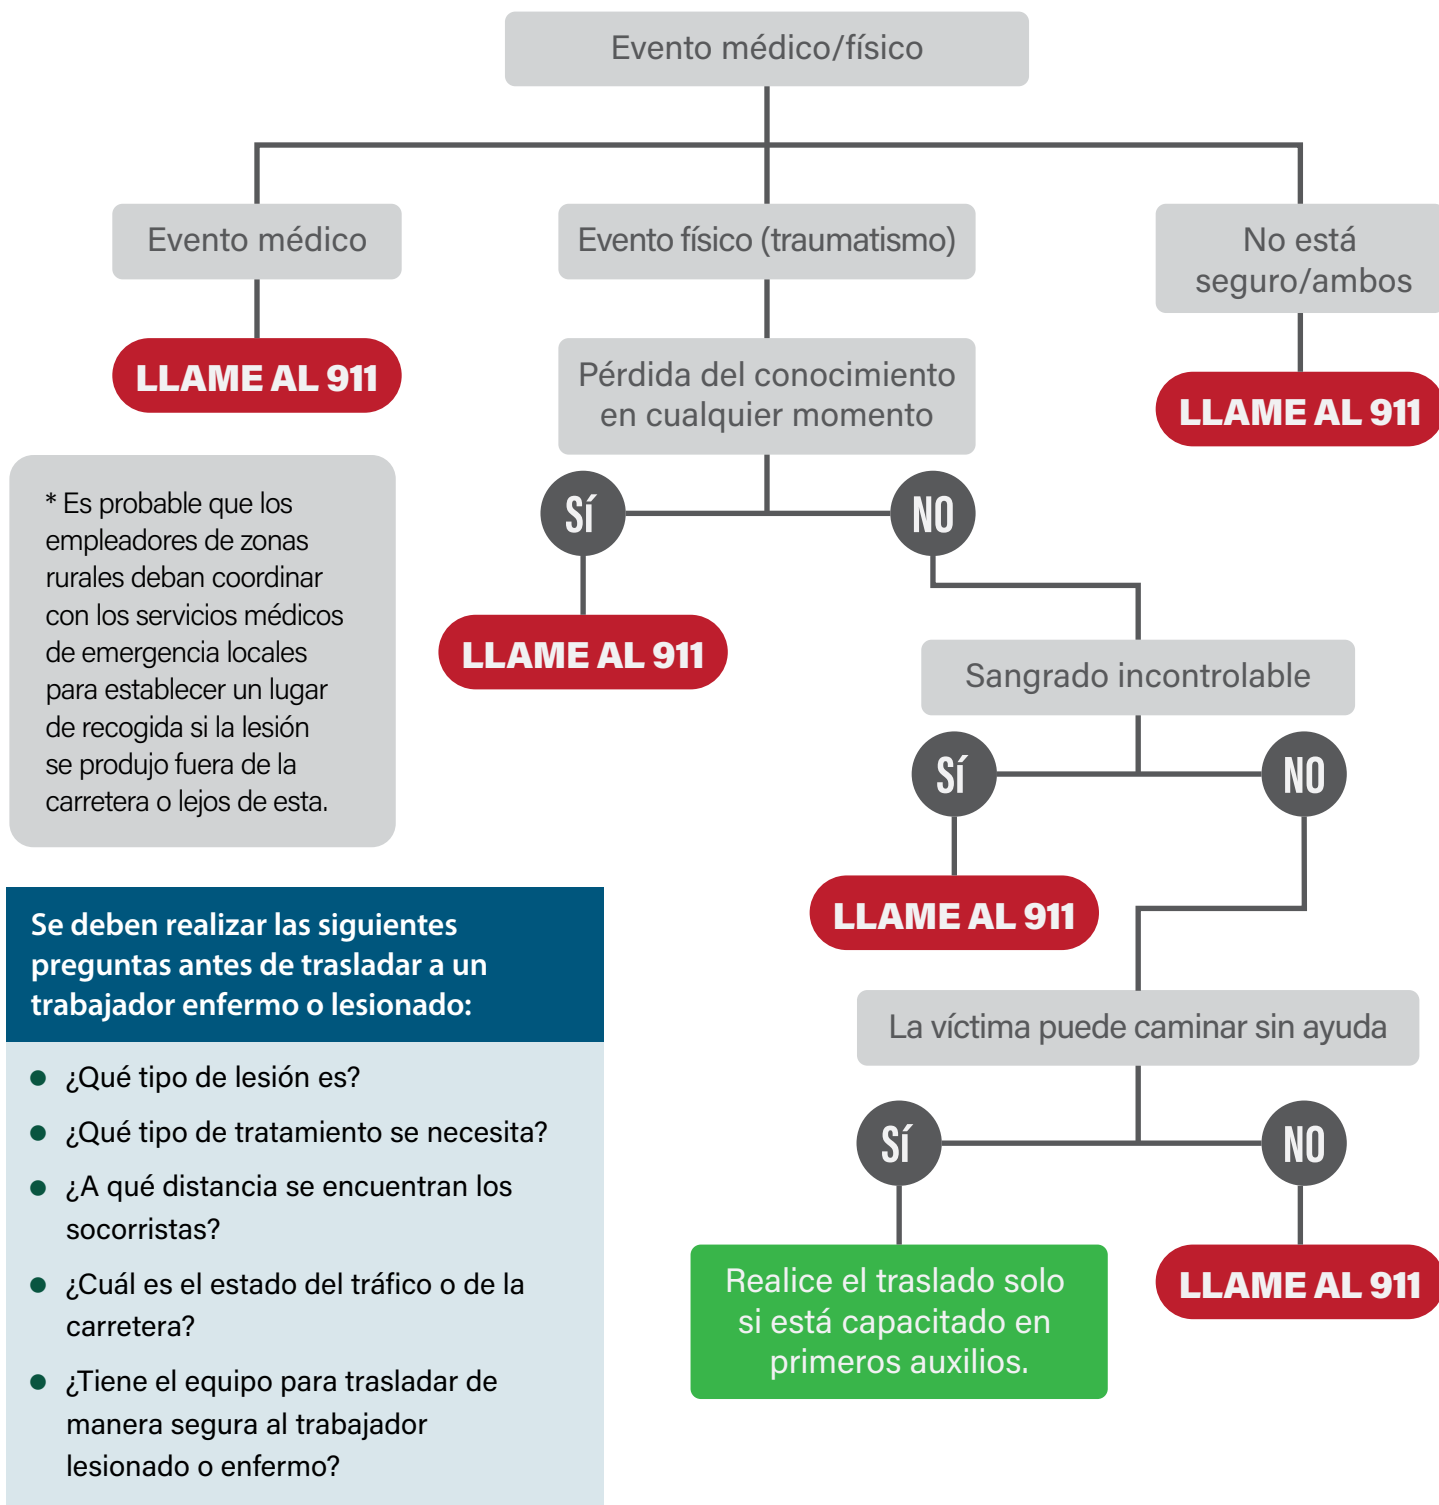 Evento médico/físico
Evento médico
Evento físico (traumatismo)
No está
seguro/ambos
LLAME AL 911
Pérdida del conocimiento
en cualquier momento
LLAME AL 911
* Es probable que los
empleadores de zonas
rurales deban coordinar
con los servicios médicos
de emergencia locales
para establecer un lugar
de recogida si la lesión
se produjo fuera de la
carretera o lejos de esta.
SÍ
NO
LLAME AL 911
Sangrado incontrolable
SÍ
NO
LLAME AL 911
La víctima puede caminar sin ayuda
SÍ
NO
Realice el traslado solo
si está capacitado en
primeros auxilios.
LLAME AL 911
Se deben realizar las siguientes
preguntas antes de trasladar a un
trabajador enfermo o lesionado:
● ¿Qué tipo de lesión es?
● ¿Qué tipo de tratamiento se necesita?
● ¿A qué distancia se encuentran los
socorristas?
● ¿Cuál es el estado del tráfico o de la
carretera?
● ¿Tiene el equipo para trasladar de
manera segura al trabajador
lesionado o enfermo?